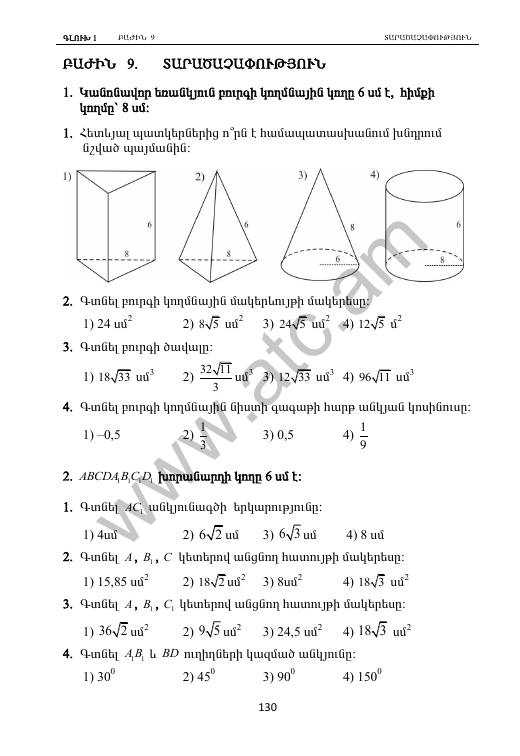 ԳԼՈՒԽ 1 ԲԱԺԻՆ 9 ՏԱՐԱԾԱՉԱՓՈՒԹՅՈՒՆ
ԲԱԺԻՆ 9. ՏԱՐԱԾԱՉԱՓՈՒԹՅՈՒՆ
1. Կանոնավոր եռանկյուն բուրգի կողմնային կողը 6 սմ է, հիմքի
կողմը՝ 8 սմ:
1. Հետևյալ պատկերներից ո՞րն է համապատասխանում խնդրում
նշված պայմանին:
1) 2) 3) 4)
6 6 8 6
8 8 6 8
2. Գտնել բուրգի կողմնային մակերևույթի մակերեսը:
1) 24 սմ² 2) 8√5 սմ² 3) 24√5 սմ² 4) 12√5 մ²
3. Գտնել բուրգի ծավալը:
1) 18√33 սմ³ 2) 32√11/3 սմ³ 3) 12√33 սմ³ 4) 96√11 սմ³
4. Գտնել բուրգի կողմնային նիստի գագաթի հարթ անկյան կոսինուսը:
1) –0,5 2) 1/3 3) 0,5 4) 1/9
2. ABCDA₁B₁C₁D₁ խորանարդի կողը 6 սմ է:
1. Գտնել AC₁ անկյունագծի երկարությունը:
1) 4սմ 2) 6√2 սմ 3) 6√3 սմ 4) 8 սմ
2. Գտնել A, B₁, C կետերով անցնող հատույթի մակերեսը:
1) 15,85 սմ² 2) 18√2 սմ² 3) 8սմ² 4) 18√3 սմ²
3. Գտնել A, B₁, C₁ կետերով անցնող հատույթի մակերեսը:
1) 36√2 սմ² 2) 9√5 սմ² 3) 24,5 սմ² 4) 18√3 սմ²
4. Գտնել A₁B₁ և BD ուղիղների կազմած անկյունը:
1) 30⁰ 2) 45⁰ 3) 90⁰ 4) 150⁰
130
www.atc.am